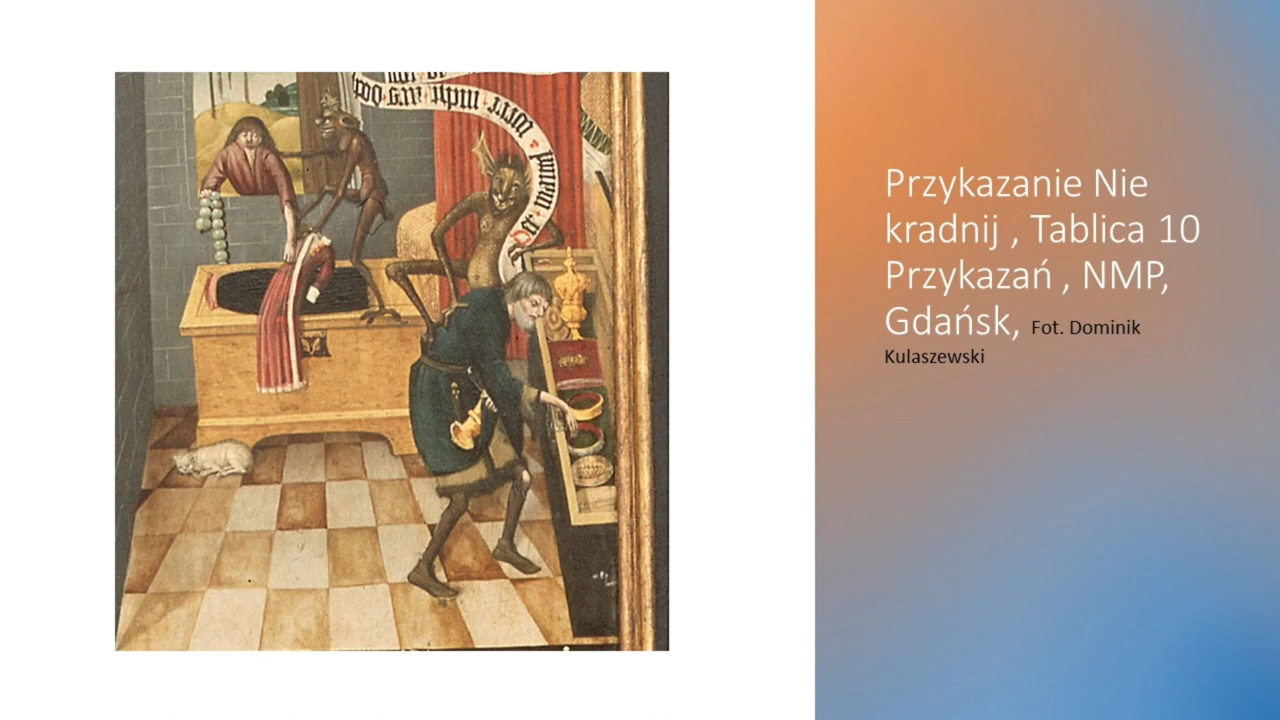 Przykazanie Nie
kradnij , Tablica 10
Przykazań , NMP,
Gdańsk, Fot. Dominik
Kulaszewski